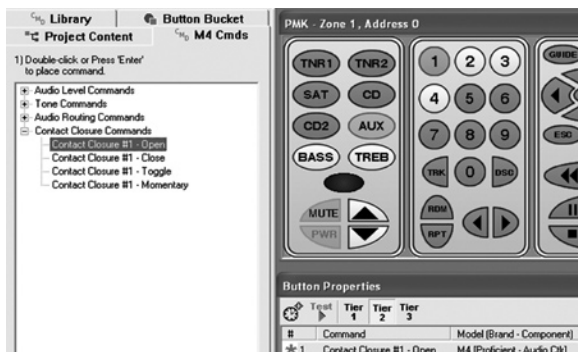 Library
Button Bucket
Project Content
M4 Cmds
1) Double-click or Press 'Enter'
to place command.
Audio Level Commands
Tone Commands
Audio Routing Commands
Contact Closure Commands
Contact Closure #1 - Open
Contact Closure #1 - Close
Contact Closure #1 - Toggle
Contact Closure #1 - Momentary
PMK - Zone 1, Address 0
TNR1 TNR2
SAT CD
CD2 AUX
BASS TREB
MUTE
PWR
1 2 3
4 5 6
7 8 9
TRK 0 DSC
RDM
RPT
GUIDE
ESC
Button Properties
Test Tier 1 Tier 2 Tier 3
# Command Model (Brand - Component)
1 Contact Closure #1 - Open M4 (Proficient - Audio Ctlr)